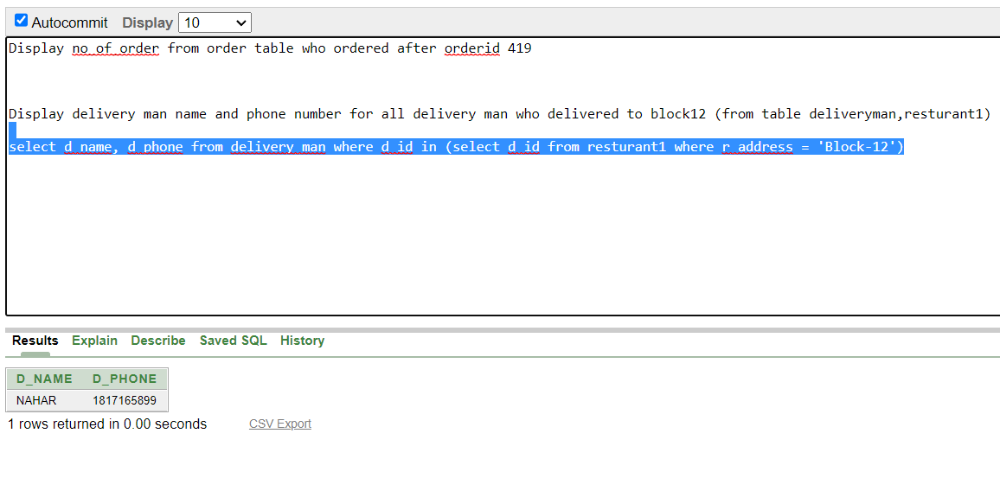 Autocommit Display 10
Display no_of_order from order table who ordered after orderid 419
Display delivery man name and phone number for all delivery man who delivered to block12 (from table deliveryman,resturant1)
select d_name, d_phone from delivery_man where d_id in (select d_id from resturant1 where r_address = 'Block-12')
Results Explain Describe Saved SQL History
D_NAME D_PHONE
NAHAR 1817165899
1 rows returned in 0.00 seconds CSV Export